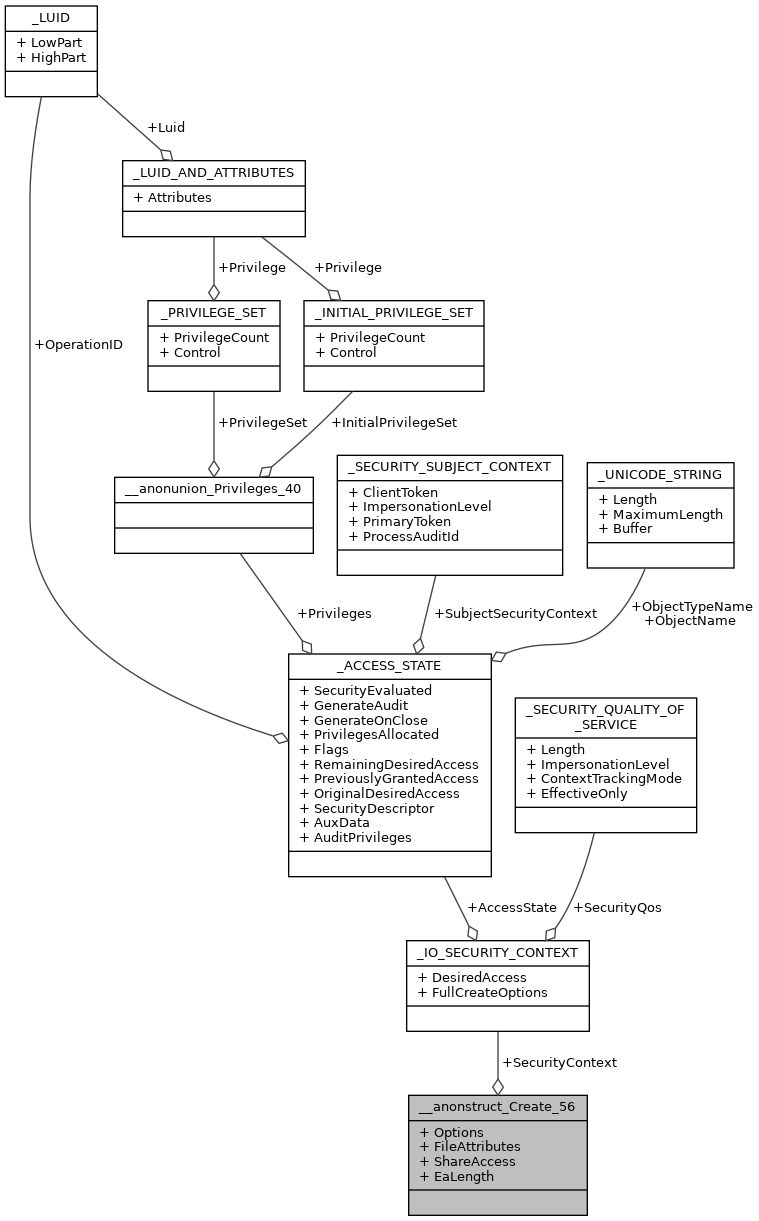 _LUID
+ LowPart
+ HighPart
+Luid
_LUID_AND_ATTRIBUTES
+ Attributes
+Privilege
+Privilege
_PRIVILEGE_SET
+ PrivilegeCount
+ Control
_INITIAL_PRIVILEGE_SET
+ PrivilegeCount
+ Control
+OperationID
+PrivilegeSet
+InitialPrivilegeSet
__anonunion_Privileges_40
_SECURITY_SUBJECT_CONTEXT
+ ClientToken
+ ImpersonationLevel
+ PrimaryToken
+ ProcessAuditId
_UNICODE_STRING
+ Length
+ MaximumLength
+ Buffer
+Privileges
+SubjectSecurityContext
+ObjectTypeName
+ObjectName
_ACCESS_STATE
+ SecurityEvaluated
+ GenerateAudit
+ GenerateOnClose
+ PrivilegesAllocated
+ Flags
+ RemainingDesiredAccess
+ PreviouslyGrantedAccess
+ OriginalDesiredAccess
+ SecurityDescriptor
+ AuxData
+ AuditPrivileges
_SECURITY_QUALITY_OF
_SERVICE
+ Length
+ ImpersonationLevel
+ ContextTrackingMode
+ EffectiveOnly
+AccessState
+SecurityQos
_IO_SECURITY_CONTEXT
+ DesiredAccess
+ FullCreateOptions
+SecurityContext
__anonstruct_Create_56
+ Options
+ FileAttributes
+ ShareAccess
+ EaLength